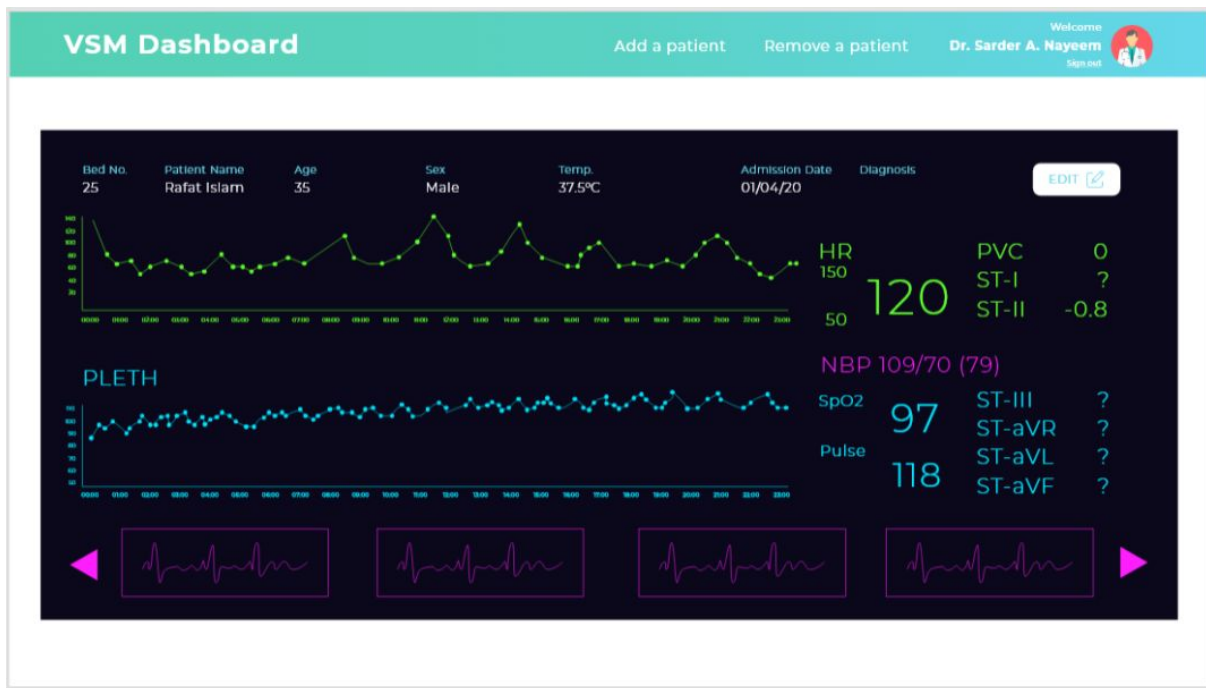 VSM Dashboard
Add a patient
Remove a patient
Welcome
Dr. Sarder A. Nayeem
Sign out
Bed No. Patient Name Age Sex Temp. Admission Date Diagnosis
25 Rafat Islam 35 Male 37.5ºC 01/04/20
EDIT
HR
150
120
50
PVC 0
ST-I ?
ST-II -0.8
NBP 109/70 (79)
PLETH
SpO2
97
Pulse
118
ST-III ?
ST-aVR ?
ST-aVL ?
ST-aVF ?